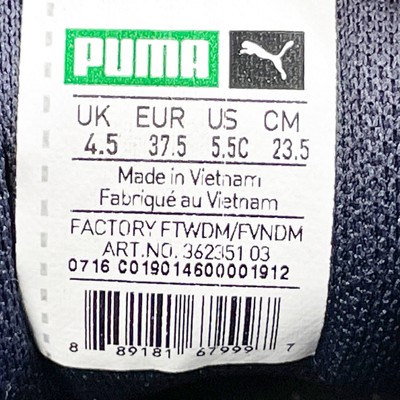 PUMA
UK EUR US CM
4.5 37.5 5.5C 23.5
Made in Vietnam
Fabriqué au Vietnam
FACTORY FTWDM/FVNDM
ART.NO. 362351 03
0716 C019014600001912
8 89181 67999 7